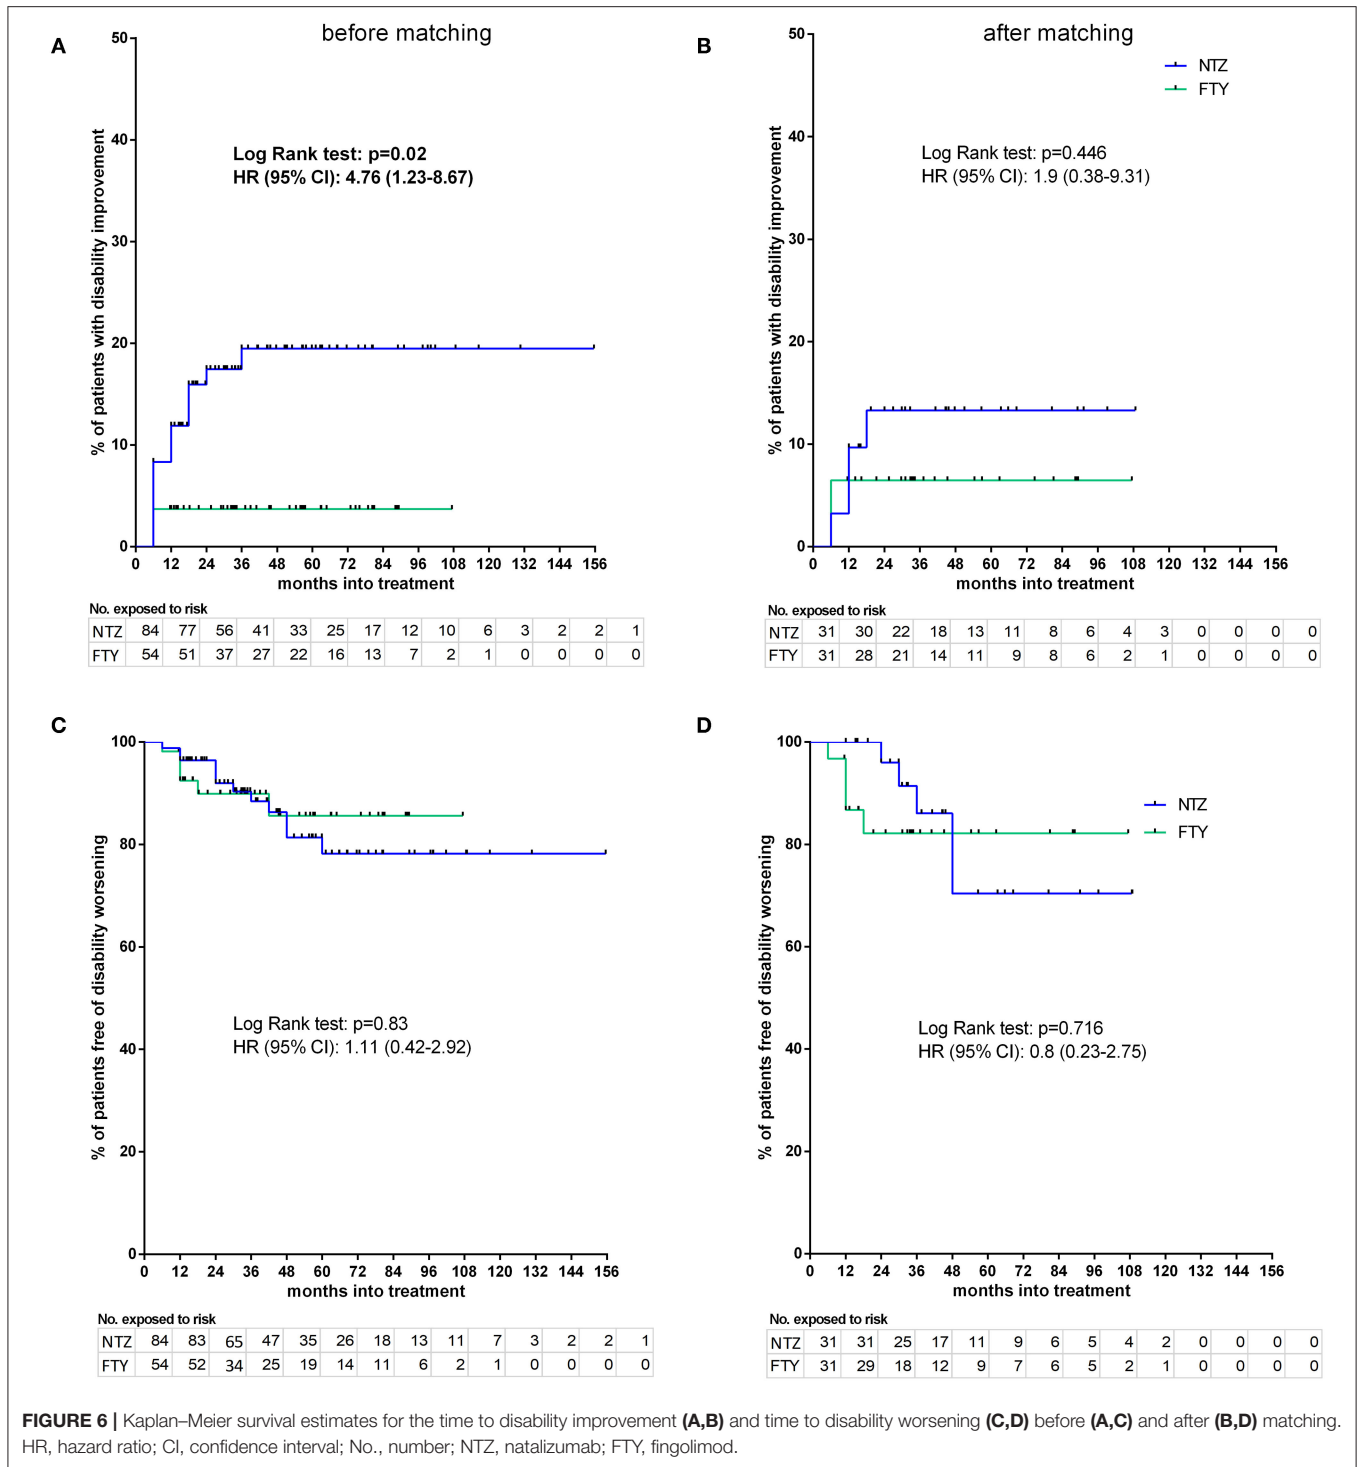 A
before matching
50
40
30
20
10
0
% of patients with disability improvement
Log Rank test: p=0.02
HR (95% CI): 4.76 (1.23-8.67)
0 12 24 36 48 60 72 84 96 108 120 132 144 156
months into treatment
No. exposed to risk
NTZ 84 77 56 41 33 25 17 12 10 6 3 2 2 1
FTY 54 51 37 27 22 16 13 7 2 1 0 0 0 0
B
after matching
50
40
30
20
10
0
% of patients with disability improvement
NTZ
FTY
Log Rank test: p=0.446
HR (95% CI): 1.9 (0.38-9.31)
0 12 24 36 48 60 72 84 96 108 120 132 144 156
months into treatment
No. exposed to risk
NTZ 31 30 22 18 13 11 8 6 4 3 0 0 0 0
FTY 31 28 21 14 11 9 8 6 2 1 0 0 0 0
C
100
80
60
40
20
0
% of patients free of disability worsening
Log Rank test: p=0.83
HR (95% CI): 1.11 (0.42-2.92)
0 12 24 36 48 60 72 84 96 108 120 132 144 156
months into treatment
No. exposed to risk
NTZ 84 83 65 47 35 26 18 13 11 7 3 2 2 1
FTY 54 52 34 25 19 14 11 6 2 1 0 0 0 0
D
100
80
60
40
20
0
% of patients free of disability worsening
NTZ
FTY
Log Rank test: p=0.716
HR (95% CI): 0.8 (0.23-2.75)
0 12 24 36 48 60 72 84 96 108 120 132 144 156
months into treatment
No. exposed to risk
NTZ 31 31 25 17 11 9 6 5 4 2 0 0 0 0
FTY 31 29 18 12 9 7 6 5 2 1 0 0 0 0
FIGURE 6 | Kaplan–Meier survival estimates for the time to disability improvement (A,B) and time to disability worsening (C,D) before (A,C) and after (B,D) matching.
HR, hazard ratio; CI, confidence interval; No., number; NTZ, natalizumab; FTY, fingolimod.